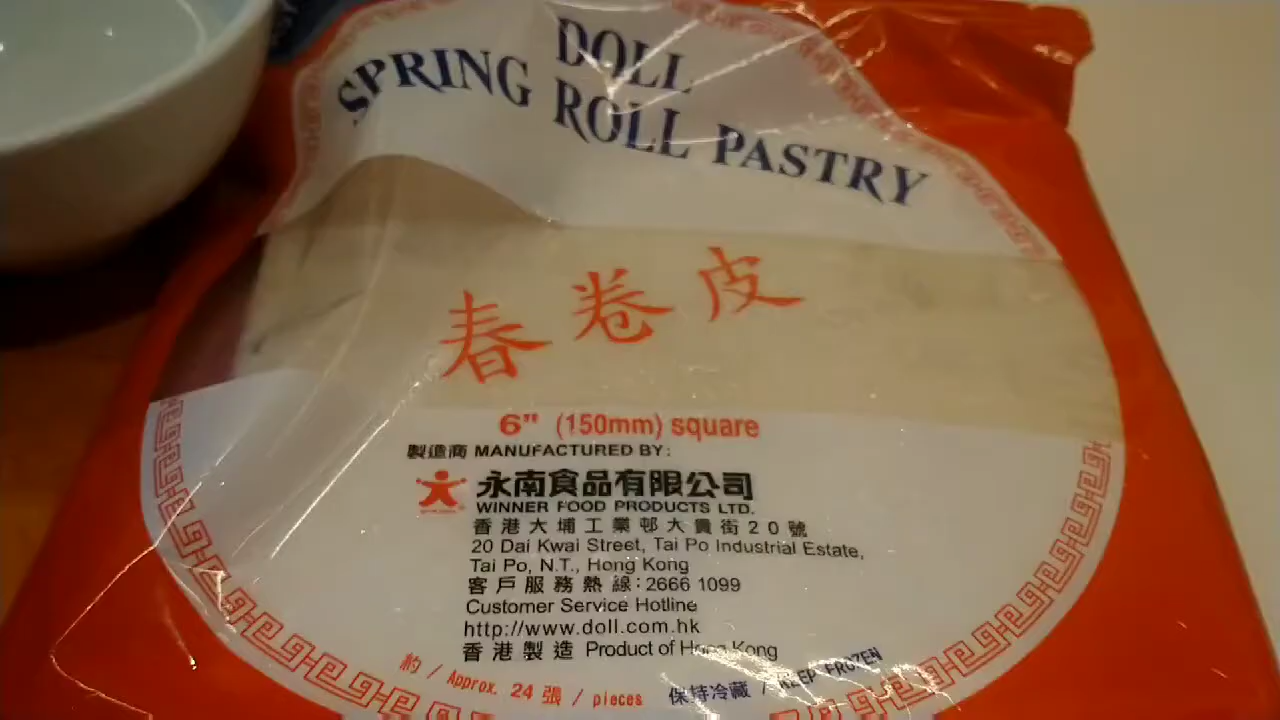 DOLL
SPRING ROLL PASTRY
春卷皮
6" (150mm) square
製造商 MANUFACTURED BY:
永南食品有限公司
WINNER FOOD PRODUCTS LTD.
香港大埔工業邨大貴街20號
20 Dai Kwai Street, Tai Po Industrial Estate,
Tai Po, N.T., Hong Kong
客戶服務熱線:2666 1099
Customer Service Hotline
http://www.doll.com.hk
香港製造 Product of Hong Kong
約 / Approx. 24 張 / pieces 保持冷藏 / KEEP FROZEN